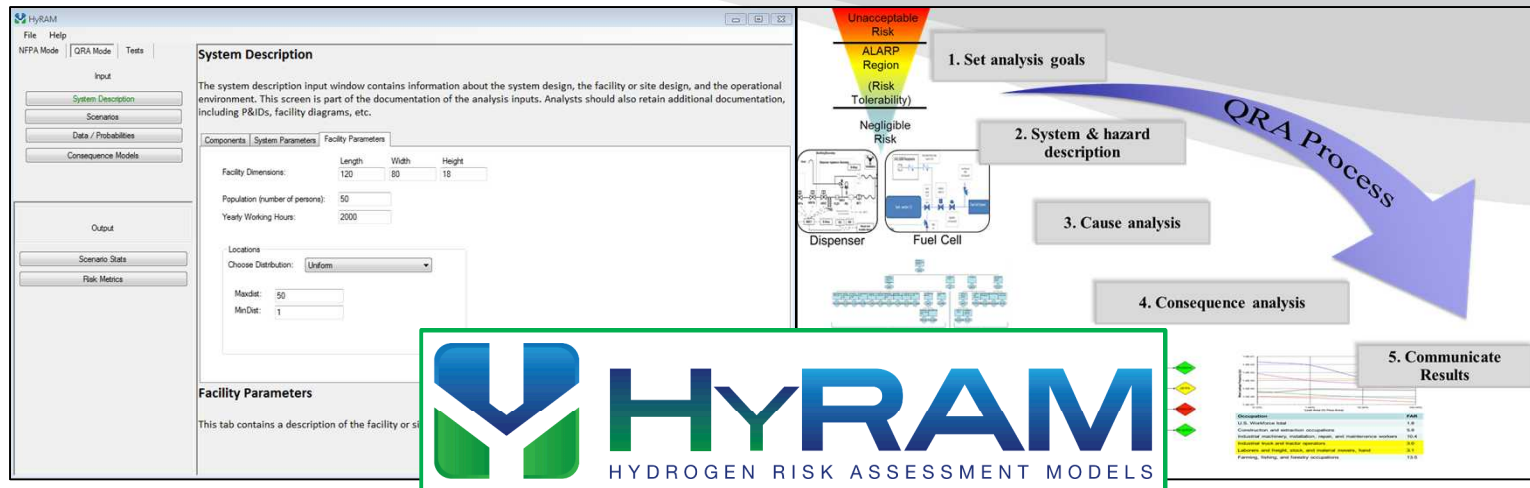 HyRAM
File Help
NFPA Mode QRA Mode Tests
Input
System Description
Scenarios
Data / Probabilities
Consequence Models
Output
Scenario Stats
Risk Metrics
System Description
The system description input window contains information about the system design, the facility or site design, and the operational
environment. This screen is part of the documentation of the analysis inputs. Analysts should also retain additional documentation,
including P&IDs, facility diagrams, etc.
Components System Parameters Facility Parameters
Length Width Height
Facility Dimensions: 120 80 18
Population (number of persons): 50
Yearly Working Hours: 2000
Locations
Choose Distribution: Uniform
Maxdist: 50
MinDist: 1
Facility Parameters
This tab contains a description of the facility or si
HYRAM
HYDROGEN RISK ASSESSMENT MODELS
Unacceptable
Risk
ALARP
Region
(Risk
Tolerability)
Negligible
Risk
Dispenser Fuel Cell
QRA Process
1. Set analysis goals
2. System & hazard
description
3. Cause analysis
4. Consequence analysis
5. Communicate
Results
Occupation FAR
U.S. Workforce total 1.8
Construction and extraction occupations
Industrial machinery, installation, repair, and maintenance workers 10.4
Industrial truck and tractor operators
Laborers and freight, stock, and material movers, hand 3.1
Farming, fishing, and forestry occupations 13.5